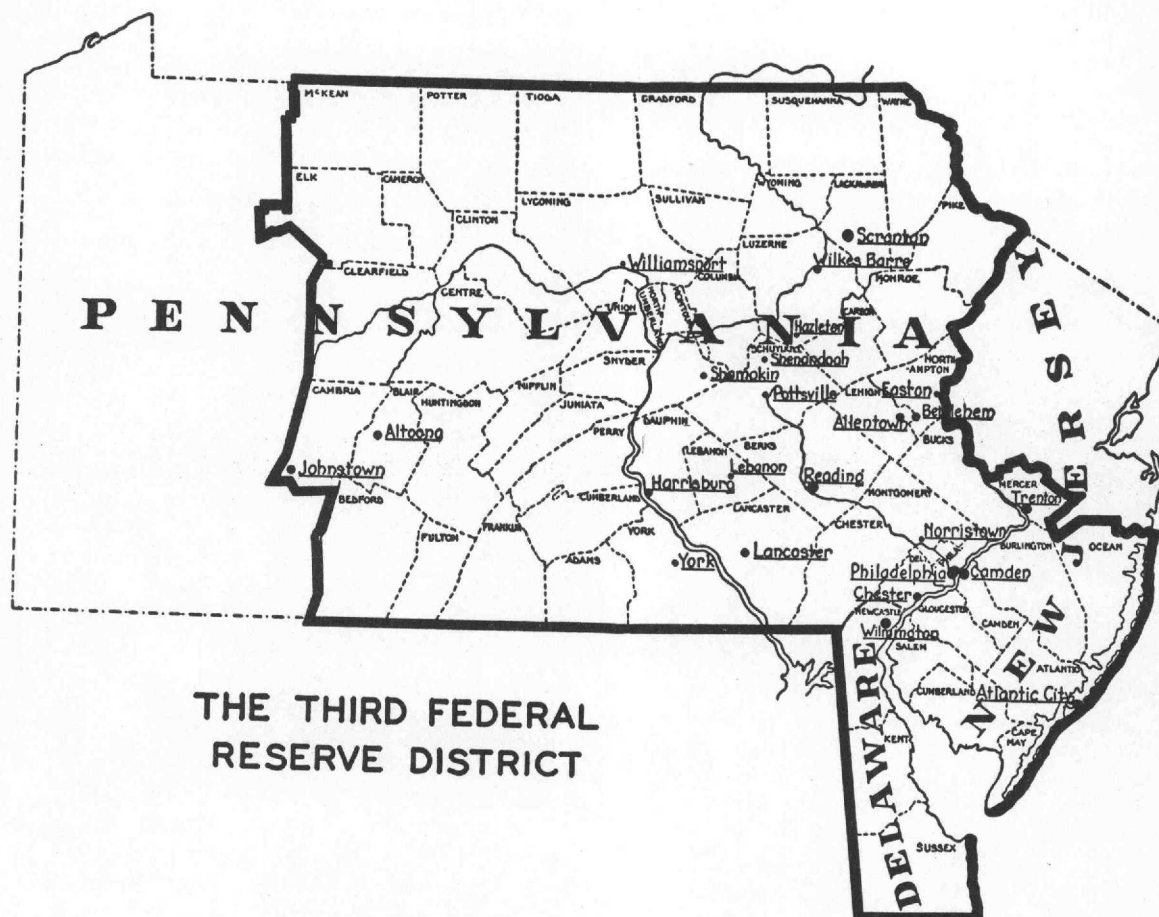 McKEAN
POTTER
TIOGA
BRADFORD
SUSQUEHANNA
WAYNE
ELK
CAMERON
CLINTON
LYCOMING
SULLIVAN
WYOMING
LACKAWANNA
PIKE
LUZERNE
Scranton
Wilkes Barre
Williamsport
COLUMBIA
MONROE
CLEARFIELD
CENTRE
UNION
NORTHUMBERLAND
MONTOUR
CARBON
Hazleton
PENNSYLVANIA
SCHUYLKILL
Shenandoah
SNYDER
Shamokin
NORTHAMPTON
CAMBRIA
BLAIR
HUNTINGDON
MIFFLIN
JUNIATA
PERRY
DAUPHIN
Pottsville
LEHIGH
Easton
Bethlehem
Allentown
BUCKS
Altoona
LEBANON
BERKS
Lebanon
Johnstown
BEDFORD
Harrisburg
CUMBERLAND
Reading
MONTGOMERY
MERCER
Trenton
LANCASTER
CHESTER
FULTON
FRANKLIN
ADAMS
YORK
York
Lancaster
Norristown
DEL.
BURLINGTON
OCEAN
Philadelphia
Camden
Chester
NEWCASTLE
GLOUCESTER
CAMDEN
Wilmington
SALEM
ATLANTIC
CUMBERLAND
Atlantic City
CAPE
MAY
NEW JERSEY
KENT
DELAWARE
SUSSEX
THE THIRD FEDERAL
RESERVE DISTRICT